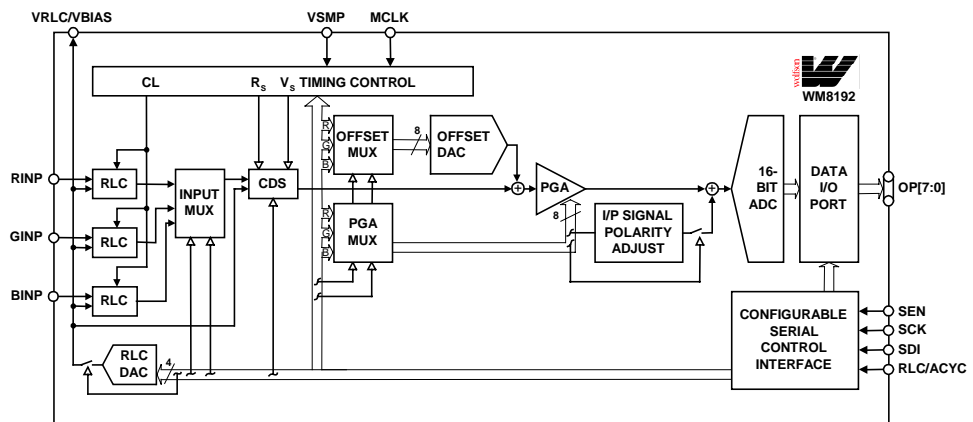 VRLC/VBIAS
VSMP
MCLK
CL
RS
VS TIMING CONTROL
wolfson
WM8192
R
G
B
OFFSET
MUX
8
OFFSET
DAC
RINP
RLC
INPUT
MUX
CDS
PGA
16-
BIT
ADC
DATA
I/O
PORT
OP[7:0]
GINP
RLC
R
G
B
PGA
MUX
8
I/P SIGNAL
POLARITY
ADJUST
BINP
RLC
CONFIGURABLE
SERIAL
CONTROL
INTERFACE
SEN
SCK
SDI
RLC/ACYC
RLC
DAC
4